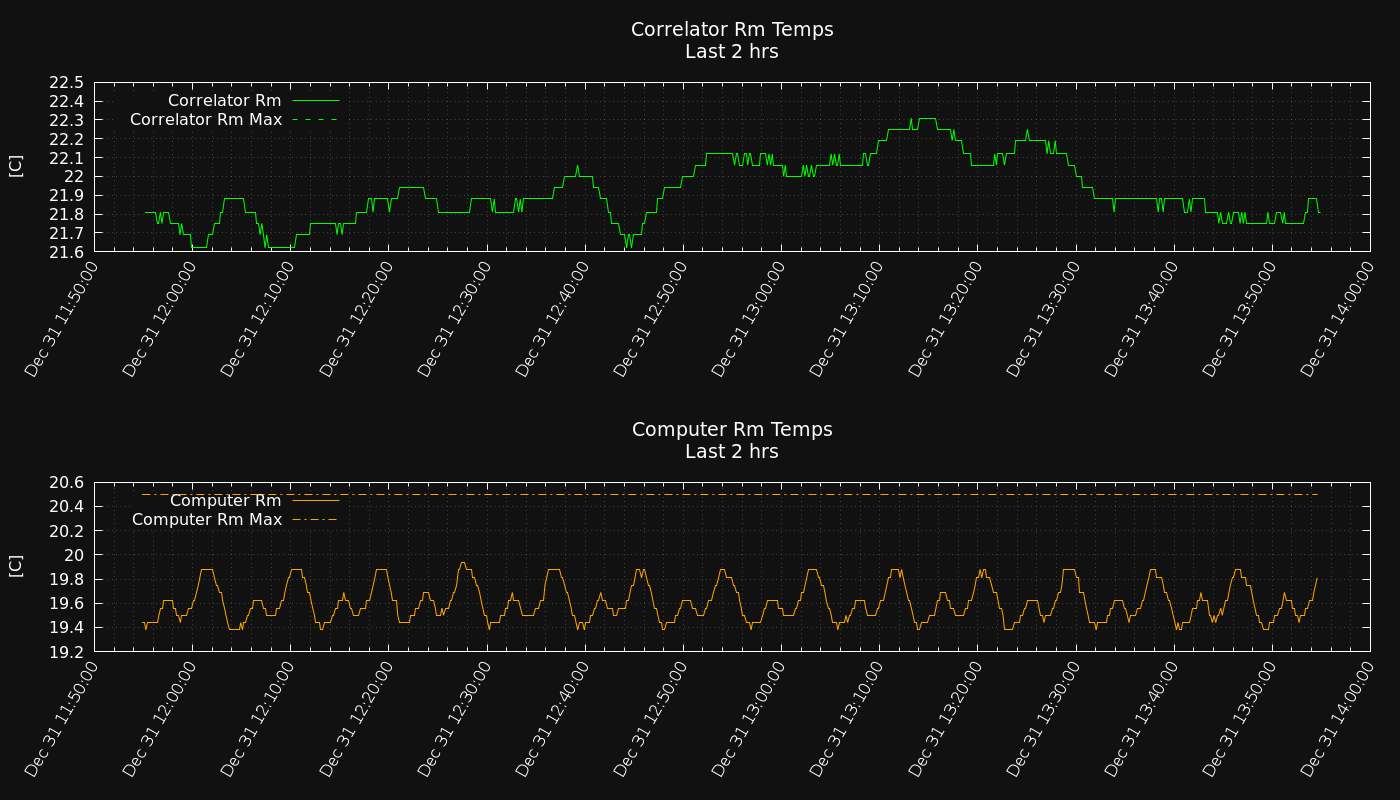 Correlator Rm Temps
Last 2 hrs
[C]
22.5
22.4
22.3
22.2
22.1
22
21.9
21.8
21.7
21.6
Correlator Rm
Correlator Rm Max
Dec 31 11:50:00
Dec 31 12:00:00
Dec 31 12:10:00
Dec 31 12:20:00
Dec 31 12:30:00
Dec 31 12:40:00
Dec 31 12:50:00
Dec 31 13:00:00
Dec 31 13:10:00
Dec 31 13:20:00
Dec 31 13:30:00
Dec 31 13:40:00
Dec 31 13:50:00
Dec 31 14:00:00
Computer Rm Temps
Last 2 hrs
[C]
20.6
20.4
20.2
20
19.8
19.6
19.4
19.2
Computer Rm
Computer Rm Max
Dec 31 11:50:00
Dec 31 12:00:00
Dec 31 12:10:00
Dec 31 12:20:00
Dec 31 12:30:00
Dec 31 12:40:00
Dec 31 12:50:00
Dec 31 13:00:00
Dec 31 13:10:00
Dec 31 13:20:00
Dec 31 13:30:00
Dec 31 13:40:00
Dec 31 13:50:00
Dec 31 14:00:00